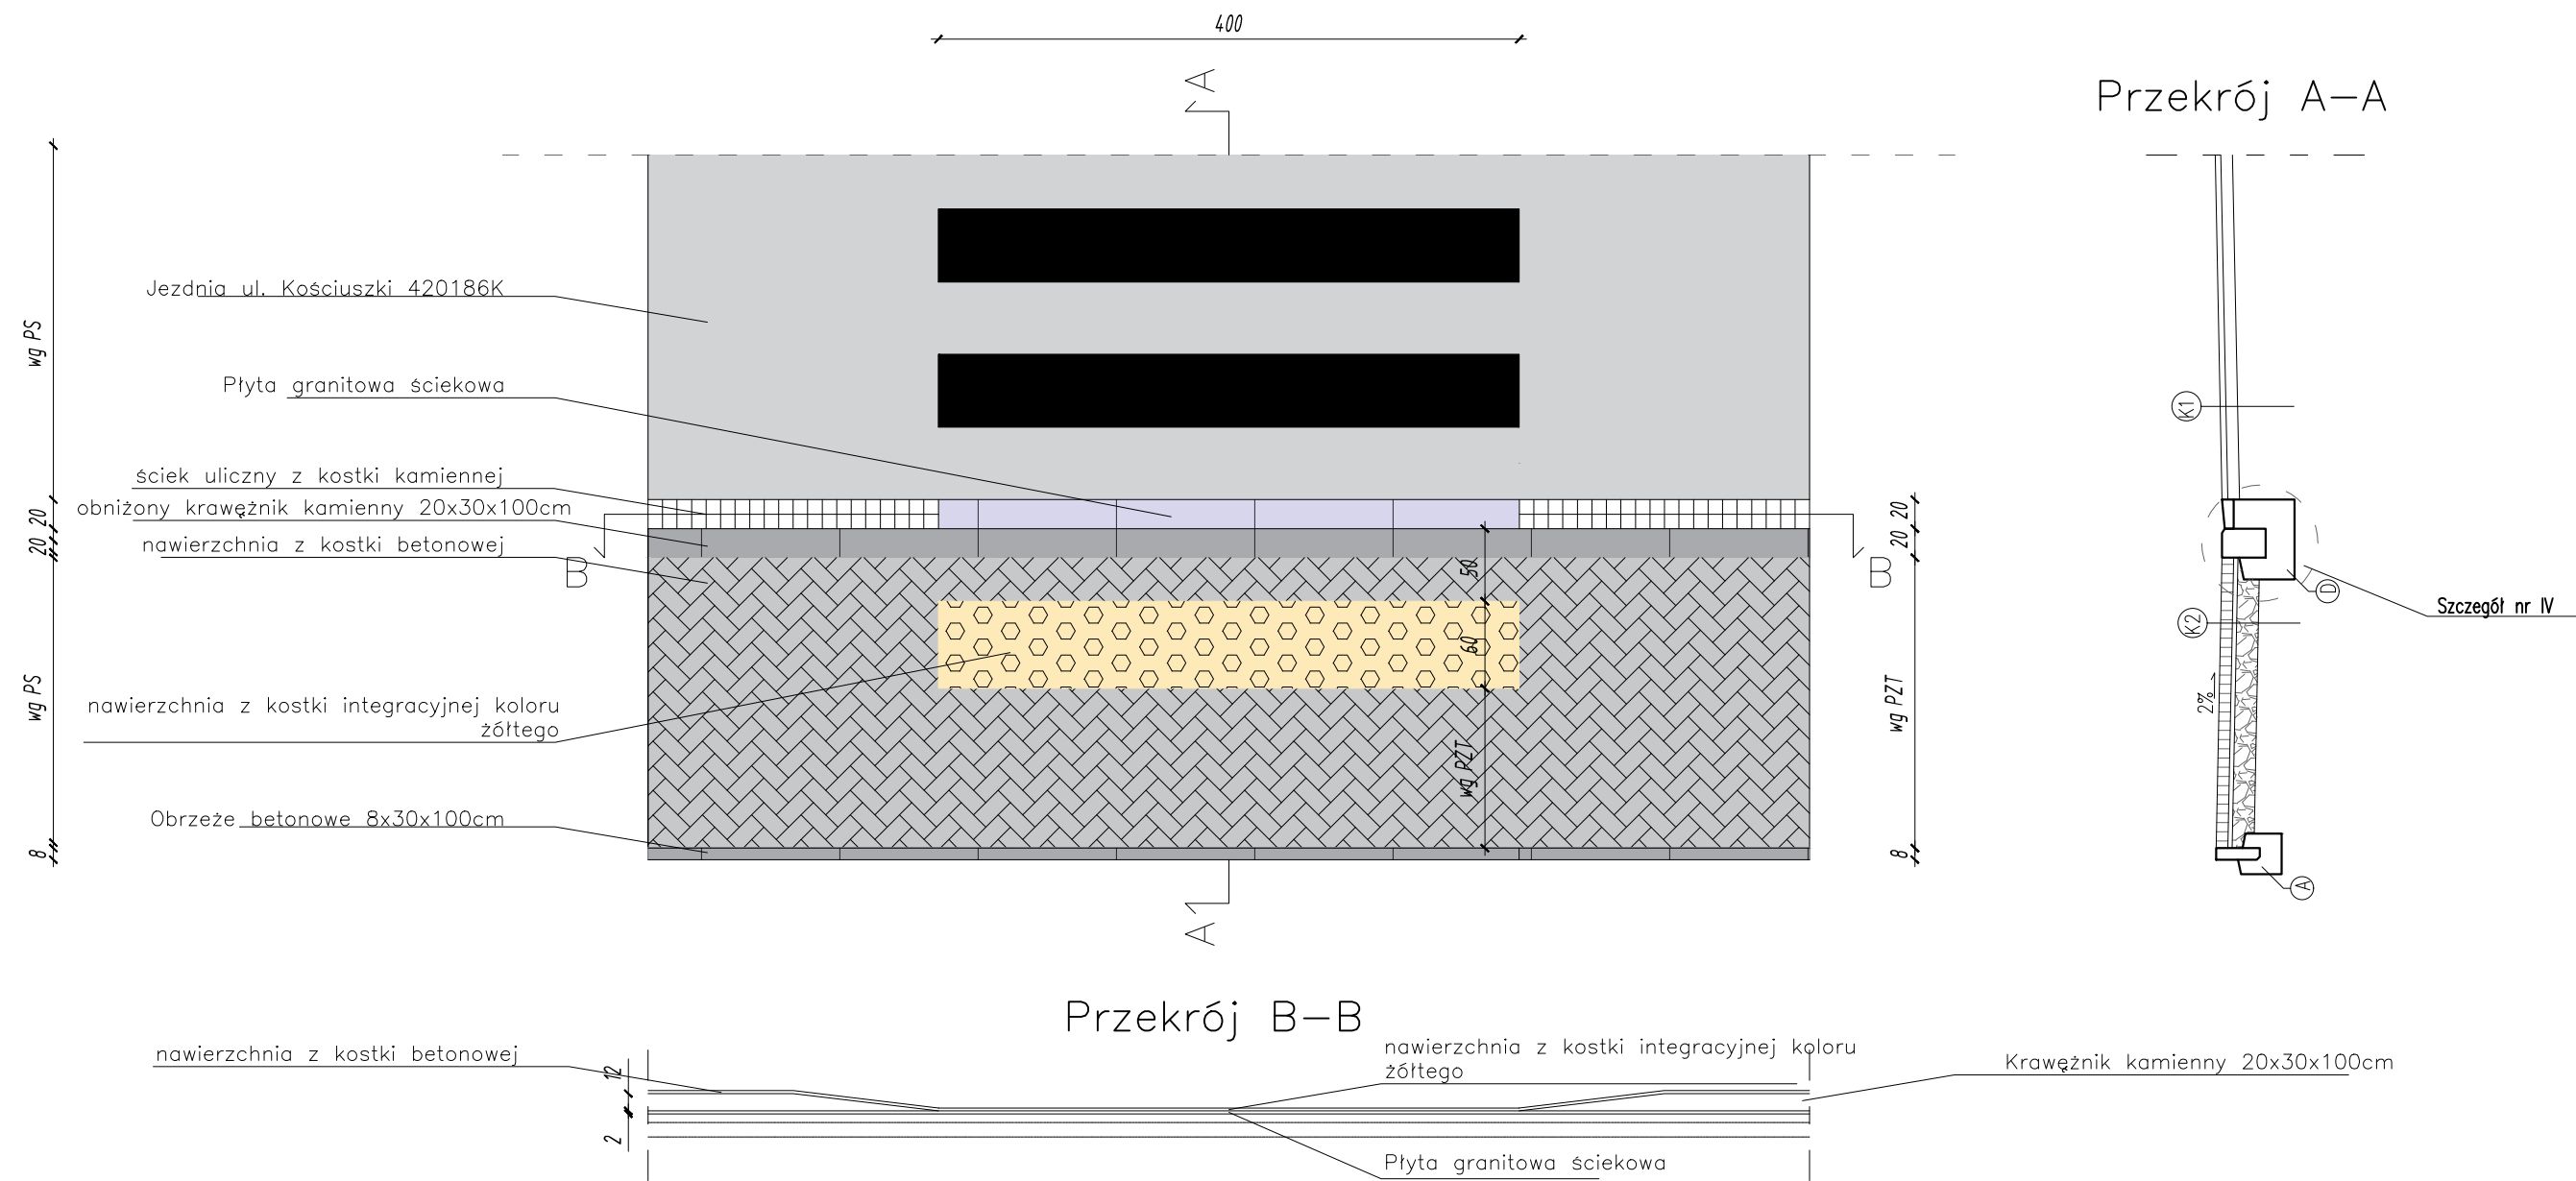 400
A
Przekrój A-A
Jezdnia ul. Kościuszki 420186K
wg PS
Płyta granitowa ściekowa
K1
ściek uliczny z kostki kamiennej
20
20
obniżony krawężnik kamienny 20x30x100cm
20
20
nawierzchnia z kostki betonowej
B
B
50
D
Szczegół nr IV
K2
60
wg PS
nawierzchnia z kostki integracyjnej koloru
żółtego
wg PZT
wg PZT
2%
Obrzeże betonowe 8x30x100cm
8
8
A
A
Przekrój B-B
nawierzchnia z kostki betonowej
nawierzchnia z kostki integracyjnej koloru
żółtego
Krawężnik kamienny 20x30x100cm
12
2
Płyta granitowa ściekowa